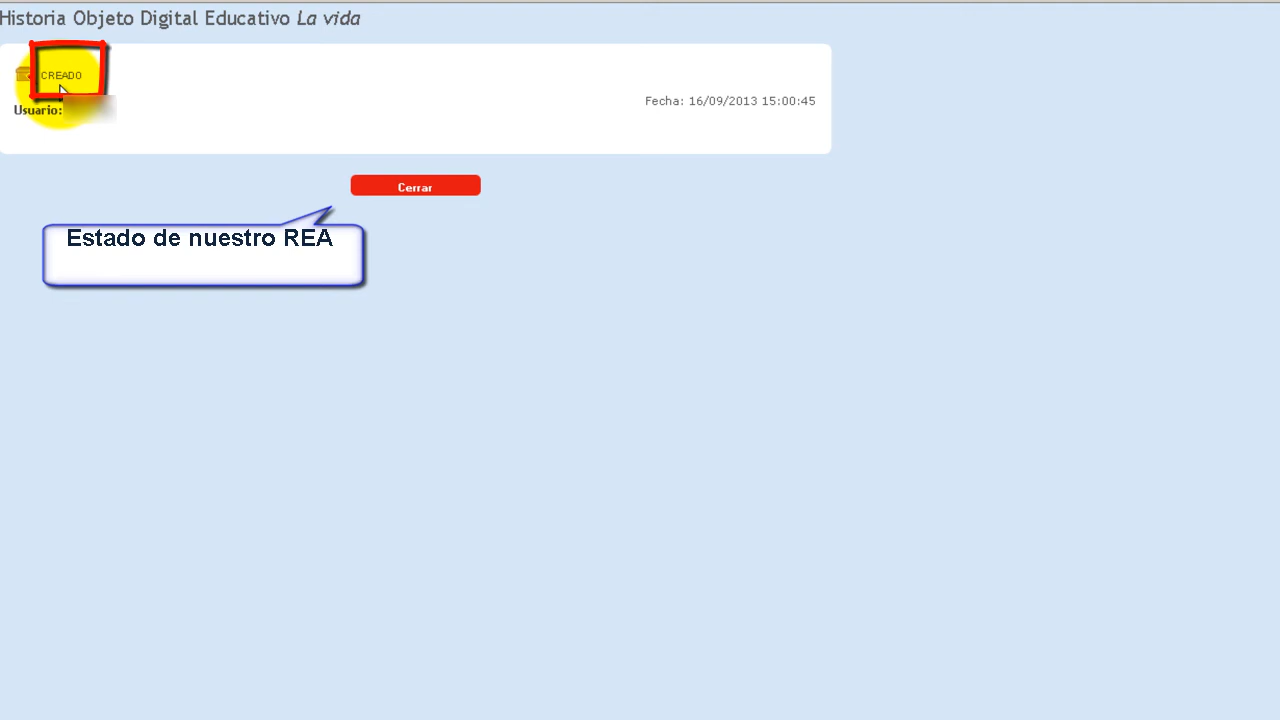 Historia Objeto Digital Educativo La vida
CREADO
Usuario:
Fecha: 16/09/2013 15:00:45
Cerrar
Estado de nuestro REA